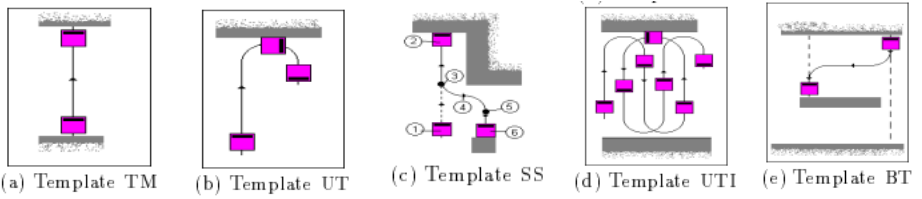 2
3
4
5
1
6
(a) Template TM
(b) Template UT
(c) Template SS
(d) Template UTI
(e) Template BT